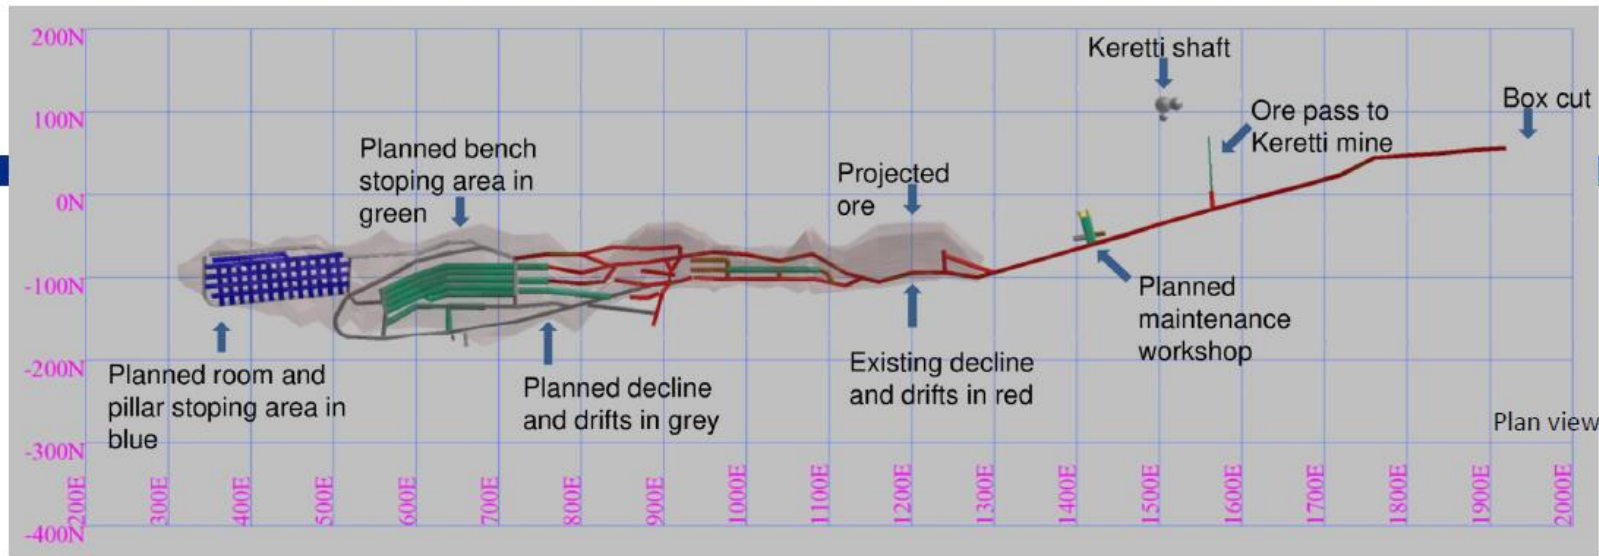 200N
100N
0N
-100N
-200N
-300N
-400N
Keretti shaft
Ore pass to
Keretti mine
Box cut
Planned bench
stoping area in
green
Projected
ore
Planned
maintenance
workshop
Planned room and
pillar stoping area in
blue
Planned decline
and drifts in grey
Existing decline
and drifts in red
Plan view
200E
300E
400E
500E
600E
700E
800E
900E
1000E
1100E
1200E
1300E
1400E
1500E
1600E
1700E
1800E
1900E
2000E